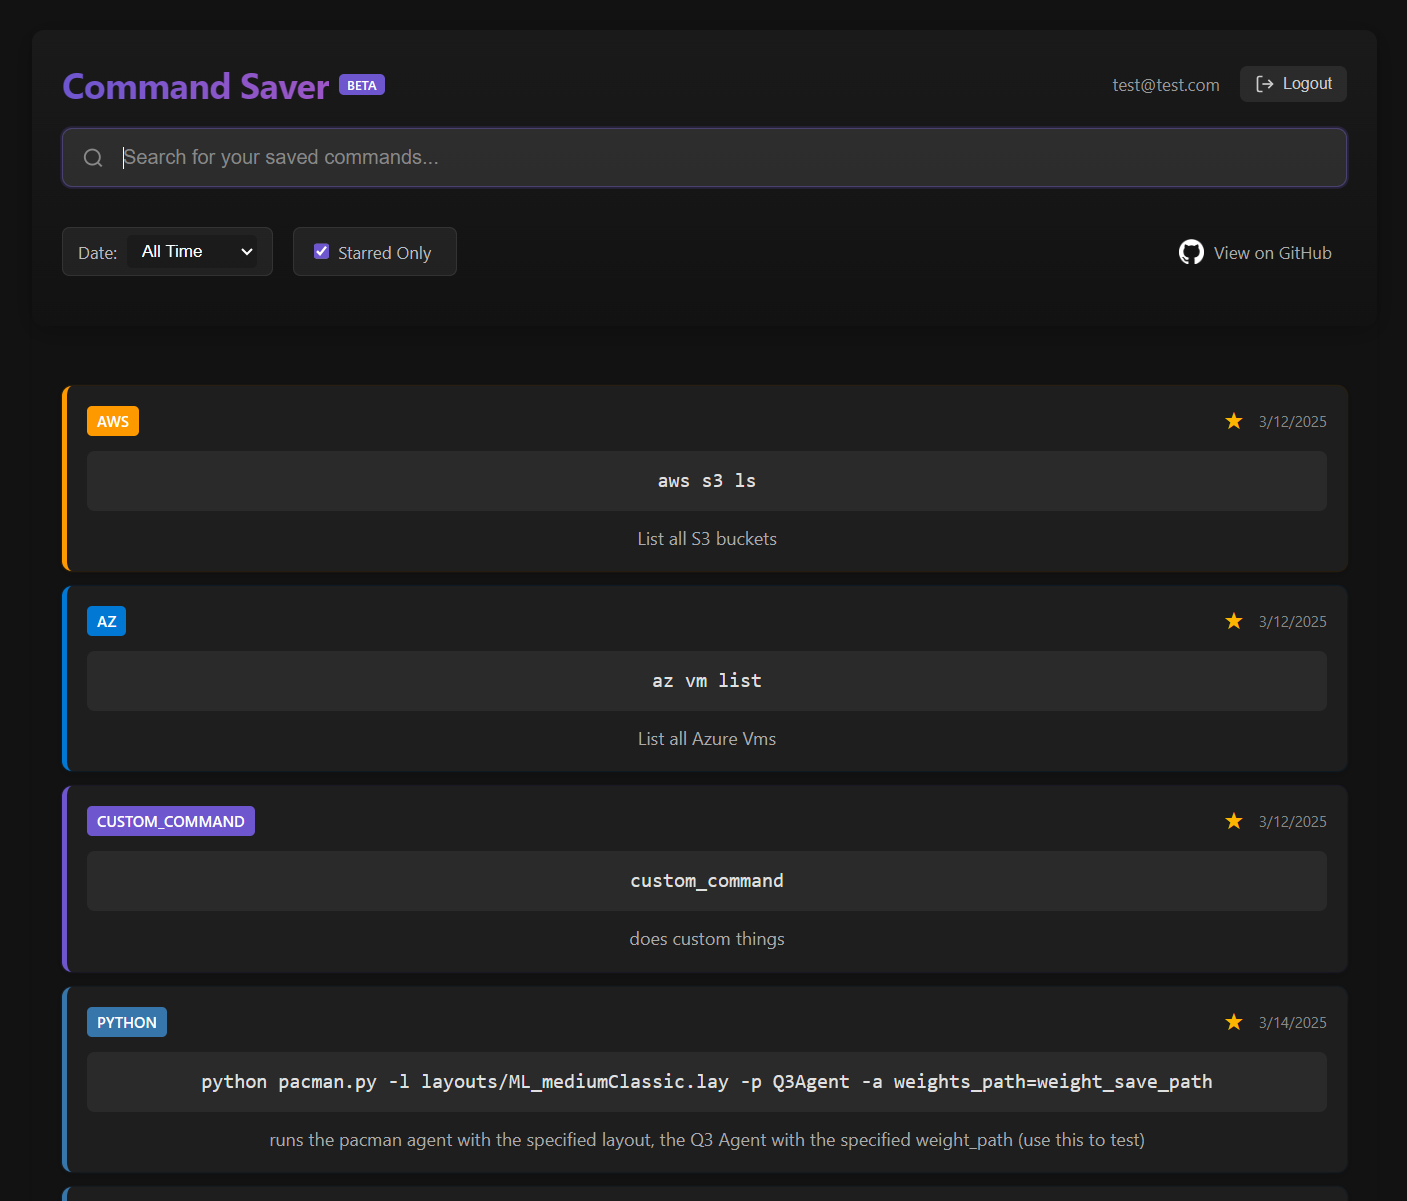 Command Saver BETA
test@test.com
Logout
Search for your saved commands...
Date: All Time
Starred Only
View on GitHub
AWS
3/12/2025
aws s3 ls
List all S3 buckets
AZ
3/12/2025
az vm list
List all Azure Vms
CUSTOM_COMMAND
3/12/2025
custom_command
does custom things
PYTHON
3/14/2025
python pacman.py -l layouts/ML_mediumClassic.lay -p Q3Agent -a weights_path=weight_save_path
runs the pacman agent with the specified layout, the Q3 Agent with the specified weight_path (use this to test)